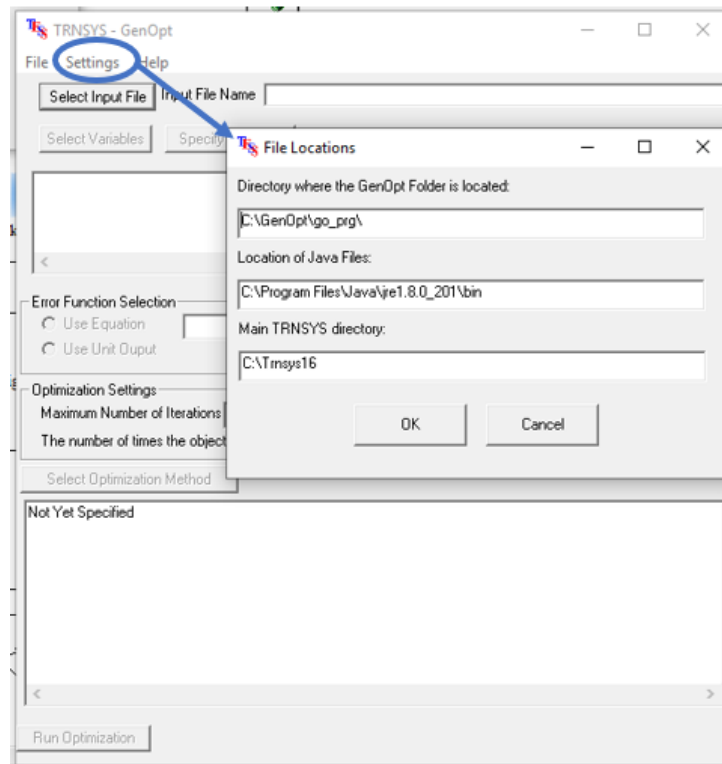 TRNSYS - GenOpt
File Settings Help
Select Input File Input File Name
Select Variables Specify
File Locations
Directory where the GenOpt Folder is located:
C:\GenOpt\go_prg\
Location of Java Files:
C:\Program Files\Java\jre1.8.0_201\bin
Main TRNSYS directory:
C:\Trnsys16
OK Cancel
Error Function Selection
Use Equation
Use Unit Ouput
Optimization Settings
Maximum Number of Iterations
The number of times the object
Select Optimization Method
Not Yet Specified
Run Optimization